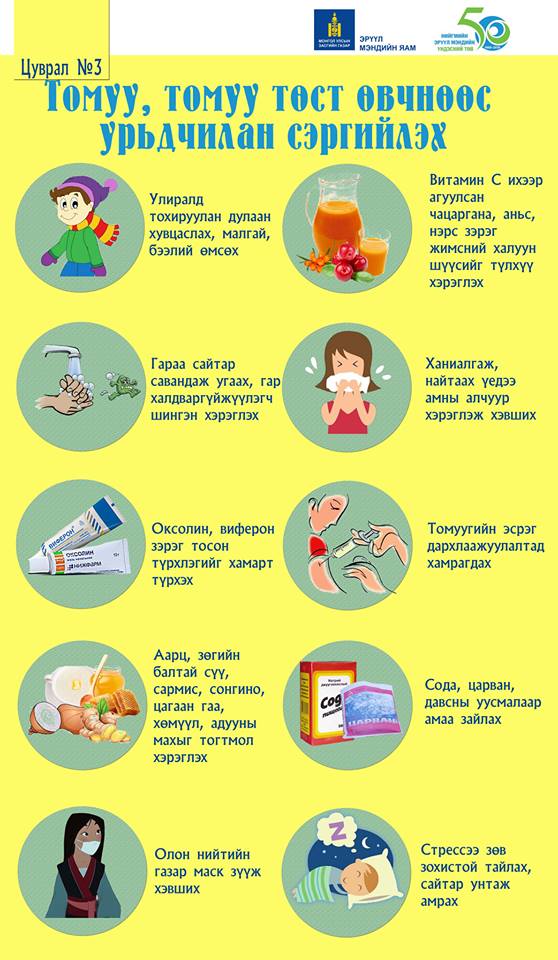 МОНГОЛ УЛСЫН
ЗАСГИЙН ГАЗАР
ЭРҮҮЛ
МЭНДИЙН ЯАМ
НИЙГМИЙН
ЭРҮҮЛ МЭНДИЙН
ҮНДЭСНИЙ ТӨВ
50
Цуврал №3
Томуу, томуу төст өвчнөөс
урьдчилан сэргийлэх
Улиралд
тохируулан дулаан
хувцаслах, малгай,
бээлий өмсөх
Витамин С ихээр
агуулсан
чацаргана, аньс,
нэрс зэрэг
жимсний халуун
шүүсийг түлхүү
хэрэглэх
Гараа сайтар
савандаж угаах, гар
халдваргүйжүүлэгч
шингэн хэрэглэх
Ханиалгаж,
найтаах үедээ
амны алчуур
хэрэглэж хэвших
ВИФЕРОН
ОКСОЛИН
НИЖФАРМ
Оксолин, виферон
зэрэг тосон
түрхлэгийг хамарт
түрхэх
Томуугийн эсрэг
дархлаажуулалтад
хамрагдах
Аарц, зөгийн
балтай сүү,
сармис, сонгино,
цагаан гаа,
хөмүүл, адууны
махыг тогтмол
хэрэглэх
Сод
ЦАРВАН
Сода, царван,
давсны уусмалаар
амаа зайлах
Олон нийтийн
газар маск зүүж
хэвших
Z
Стрессээ зөв
зохистой тайлах,
сайтар унтаж
амрах